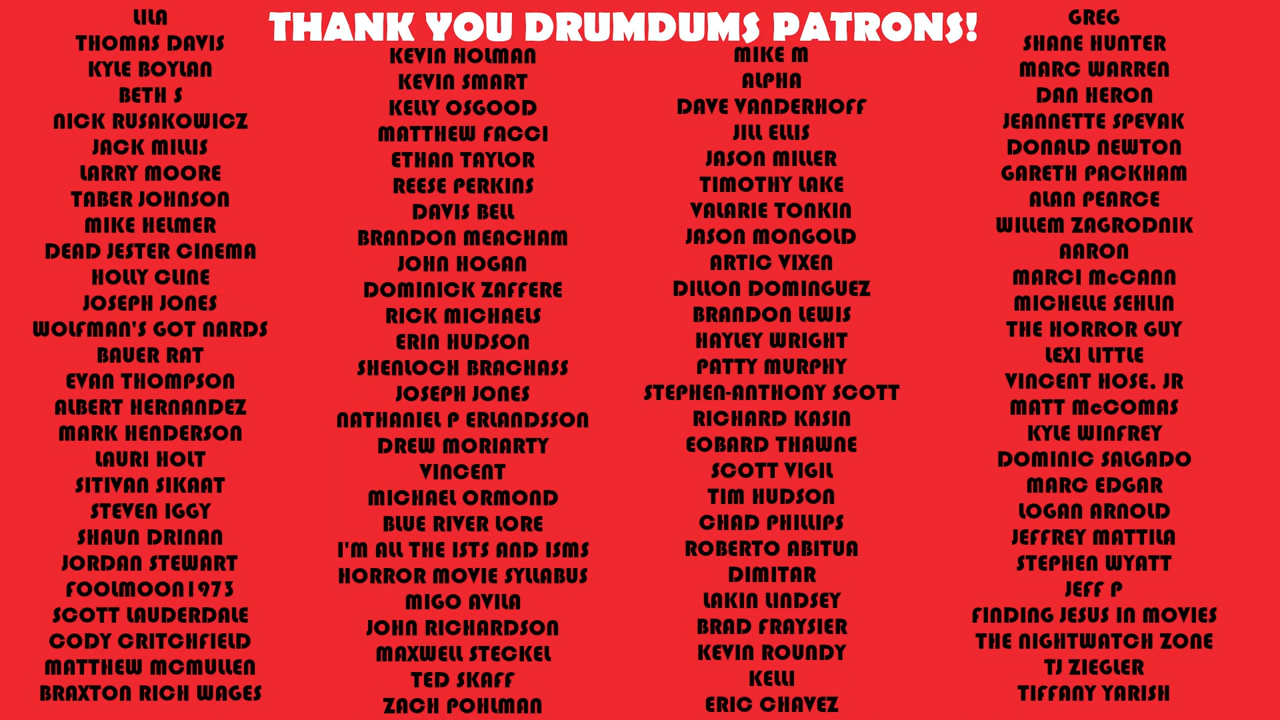 THANK YOU DRUMDUMS PATRONS!
LILA
THOMAS DAVIS
KYLE BOYLAN
BETH S
NICK RUSAKOWICZ
JACK MILLIS
LARRY MOORE
TABER JOHNSON
MIKE HELMER
DEAD JESTER CINEMA
HOLLY CLINE
JOSEPH JONES
WOLFMAN'S GOT NARDS
BAUER RAT
EVAN THOMPSON
ALBERT HERNANDEZ
MARK HENDERSON
LAURI HOLT
SITIVAN SIKAAT
STEVEN IGGY
SHAUN DRINAN
JORDAN STEWART
FOOLMOON1973
SCOTT LAUDERDALE
CODY CRITCHFIELD
MATTHEW MCMULLEN
BRAXTON RICH WAGES
KEVIN HOLMAN
KEVIN SMART
KELLY OSGOOD
MATTHEW FACCI
ETHAN TAYLOR
REESE PERKINS
DAVIS BELL
BRANDON MEACHAM
JOHN HOGAN
DOMINICK ZAFFERE
RICK MICHAELS
ERIN HUDSON
SHENLOCH BRACHASS
JOSEPH JONES
NATHANIEL P ERLANDSSON
DREW MORIARTY
VINCENT
MICHAEL ORMOND
BLUE RIVER LORE
I'M ALL THE ISTS AND ISMS
HORROR MOVIE SYLLABUS
MIGO AVILA
JOHN RICHARDSON
MAXWELL STECKEL
TED SKAFF
ZACH POHLMAN
MIKE M
ALPHA
DAVE VANDERHOFF
JILL ELLIS
JASON MILLER
TIMOTHY LAKE
VALARIE TONKIN
JASON MONGOLD
ARTIC VIXEN
DILLON DOMINGUEZ
BRANDON LEWIS
HAYLEY WRIGHT
PATTY MURPHY
STEPHEN-ANTHONY SCOTT
RICHARD KASIN
EOBARD THAWNE
SCOTT VIGIL
TIM HUDSON
CHAD PHILLIPS
ROBERTO ABITUA
DIMITAR
LAKIN LINDSEY
BRAD FRAYSIER
KEVIN ROUNDY
KELLI
ERIC CHAVEZ
GREG
SHANE HUNTER
MARC WARREN
DAN HERON
JEANNETTE SPEVAK
DONALD NEWTON
GARETH PACKHAM
ALAN PEARCE
WILLEM ZAGRODNIK
AARON
MARCI McCANN
MICHELLE SEHLIN
THE HORROR GUY
LEXI LITTLE
VINCENT HOSE. JR
MATT McCOMAS
KYLE WINFREY
DOMINIC SALGADO
MARC EDGAR
LOGAN ARNOLD
JEFFREY MATTILA
STEPHEN WYATT
JEFF P
FINDING JESUS IN MOVIES
THE NIGHTWATCH ZONE
TJ ZIEGLER
TIFFANY YARISH